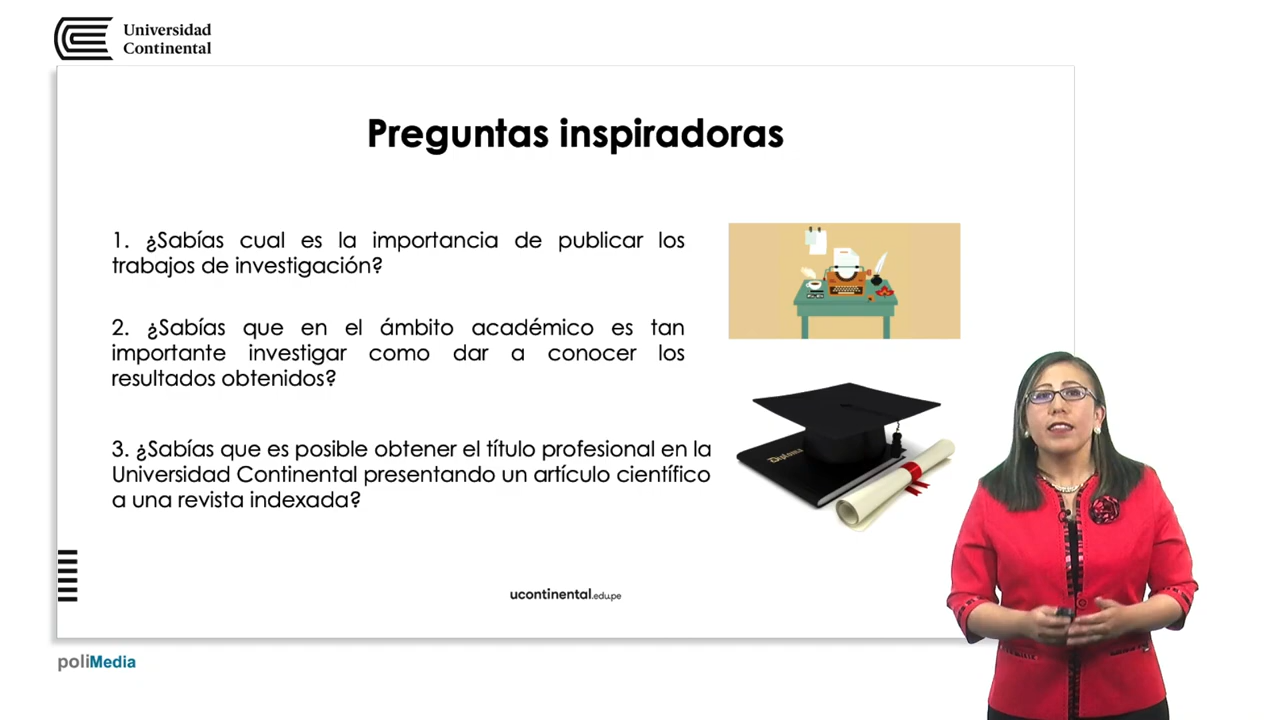 Universidad
Continental
Preguntas inspiradoras
1. ¿Sabías cual es la importancia de publicar los
trabajos de investigación?
2. ¿Sabías que en el ámbito académico es tan
importante investigar como dar a conocer los
resultados obtenidos?
3. ¿Sabías que es posible obtener el título profesional en la
Universidad Continental presentando un artículo científico
a una revista indexada?
Diploma
ucontinental.edu.pe
poliMedia